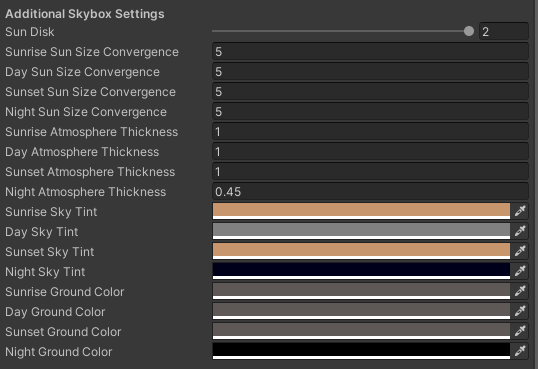 Additional Skybox Settings
Sun Disk 2
Sunrise Sun Size Convergence 5
Day Sun Size Convergence 5
Sunset Sun Size Convergence 5
Night Sun Size Convergence 5
Sunrise Atmosphere Thickness 1
Day Atmosphere Thickness 1
Sunset Atmosphere Thickness 1
Night Atmosphere Thickness 0.45
Sunrise Sky Tint
Day Sky Tint
Sunset Sky Tint
Night Sky Tint
Sunrise Ground Color
Day Ground Color
Sunset Ground Color
Night Ground Color